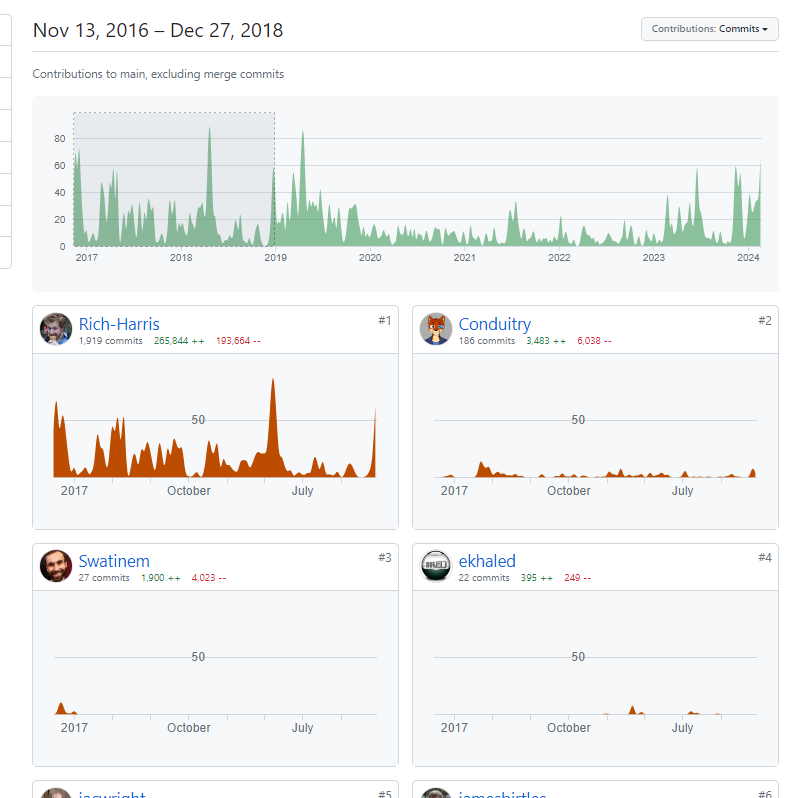 Nov 13, 2016 – Dec 27, 2018
Contributions: Commits
Contributions to main, excluding merge commits
80
60
40
20
0
2017 2018 2019 2020 2021 2022 2023 2024
Rich-Harris #1
1,919 commits 265,844 ++ 193,664 --
50
2017 October July
Conduitry #2
186 commits 3,483 ++ 6,038 --
50
2017 October July
Swatinem #3
27 commits 1,900 ++ 4,023 --
50
2017 October July
ekhaled #4
22 commits 395 ++ 249 --
50
2017 October July
#5
#6